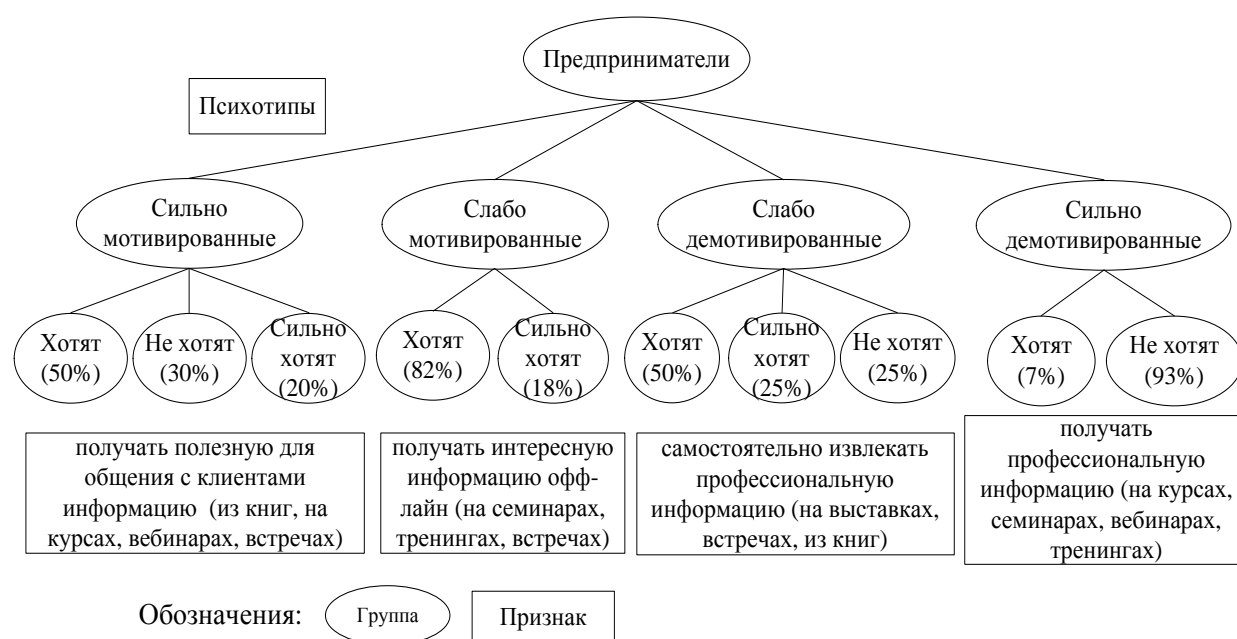 Предприниматели
Психотипы
Сильно
мотивированные
Слабо
мотивированные
Слабо
демотивированные
Сильно
демотивированные
Хотят
(50%)
Не хотят
(30%)
Сильно
хотят
(20%)
Хотят
(82%)
Сильно
хотят
(18%)
Хотят
(50%)
Сильно
хотят
(25%)
Не хотят
(25%)
Хотят
(7%)
Не хотят
(93%)
получать полезную для
общения с клиентами
информацию (из книг, на
курсах, вебинарах, встречах)
получать интересную
информацию офф-
лайн (на семинарах,
тренингах, встречах)
самостоятельно извлекать
профессиональную
информацию (на выставках,
встречах, из книг)
получать
профессиональную
информацию (на курсах,
семинарах, вебинарах,
тренингах)
Обозначения:
Группа
Признак